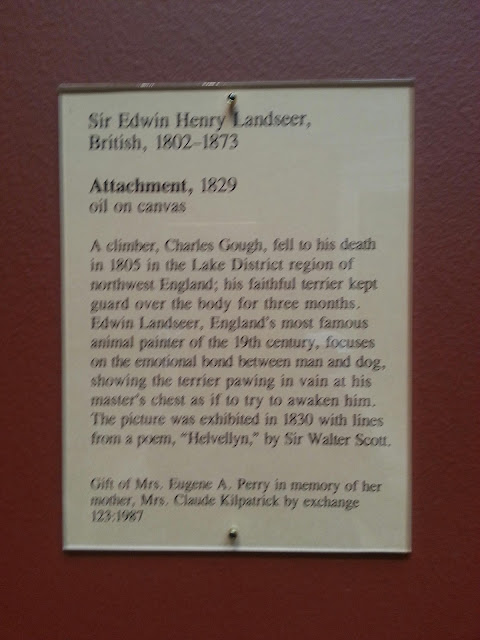 Sir Edwin Henry Landseer,
British, 1802–1873
Attachment, 1829
oil on canvas
A climber, Charles Gough, fell to his death
in 1805 in the Lake District region of
northwest England; his faithful terrier kept
guard over the body for three months.
Edwin Landseer, England's most famous
animal painter of the 19th century, focuses
on the emotional bond between man and dog,
showing the terrier pawing in vain at his
master's chest as if to try to awaken him.
The picture was exhibited in 1830 with lines
from a poem, "Helvellyn," by Sir Walter Scott.
Gift of Mrs. Eugene A. Perry in memory of her
mother, Mrs. Claude Kilpatrick by exchange
123:1987